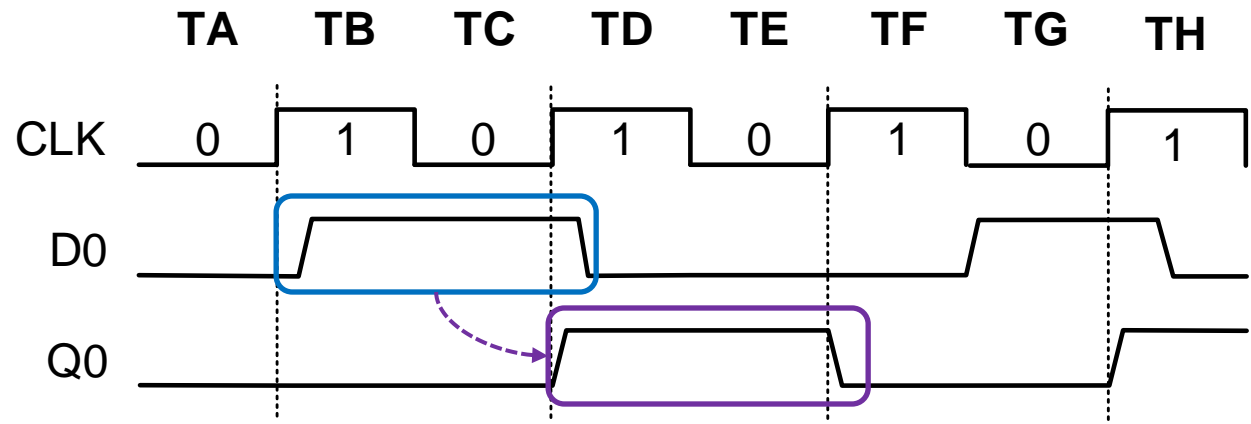 TA TB TC TD TE TF TG TH
CLK 0 1 0 1 0 1 0 1
D0
Q0